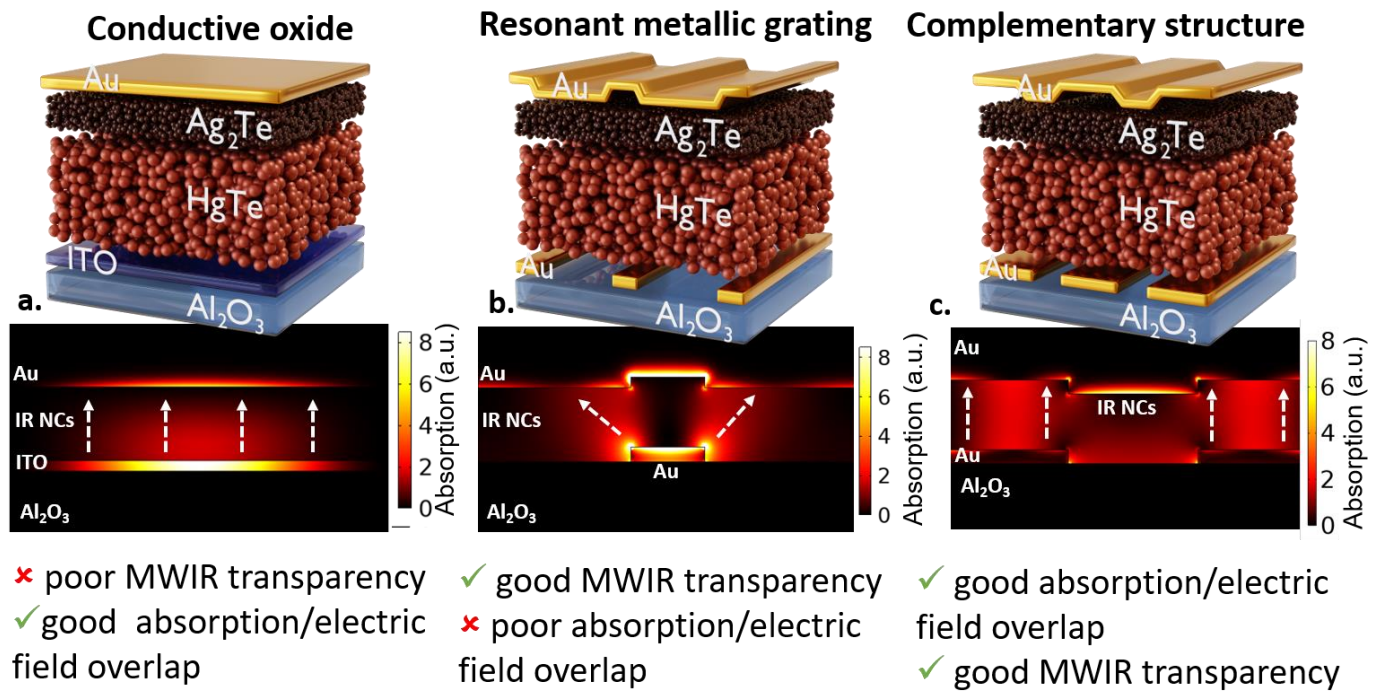 Conductive oxide
Au
Ag2Te
HgTe
ITO
Al2O3
a.
Au
IR NCs
ITO
Al2O3
8
6
4
2
0
Absorption (a.u.)
✘ poor MWIR transparency
✓good  absorption/electric
field overlap
Resonant metallic grating
Au
Ag2Te
HgTe
Au
Al2O3
b.
Au
IR NCs
Au
Al2O3
8
6
4
2
0
Absorption (a.u.)
✓ good MWIR transparency
✘ poor absorption/electric
field overlap
Complementary structure
Au
Ag2Te
HgTe
Au
Al2O3
c.
Au
IR NCs
Au
Al2O3
8
6
4
2
0
Absorption (a.u.)
✓ good absorption/electric
field overlap
✓ good MWIR transparency